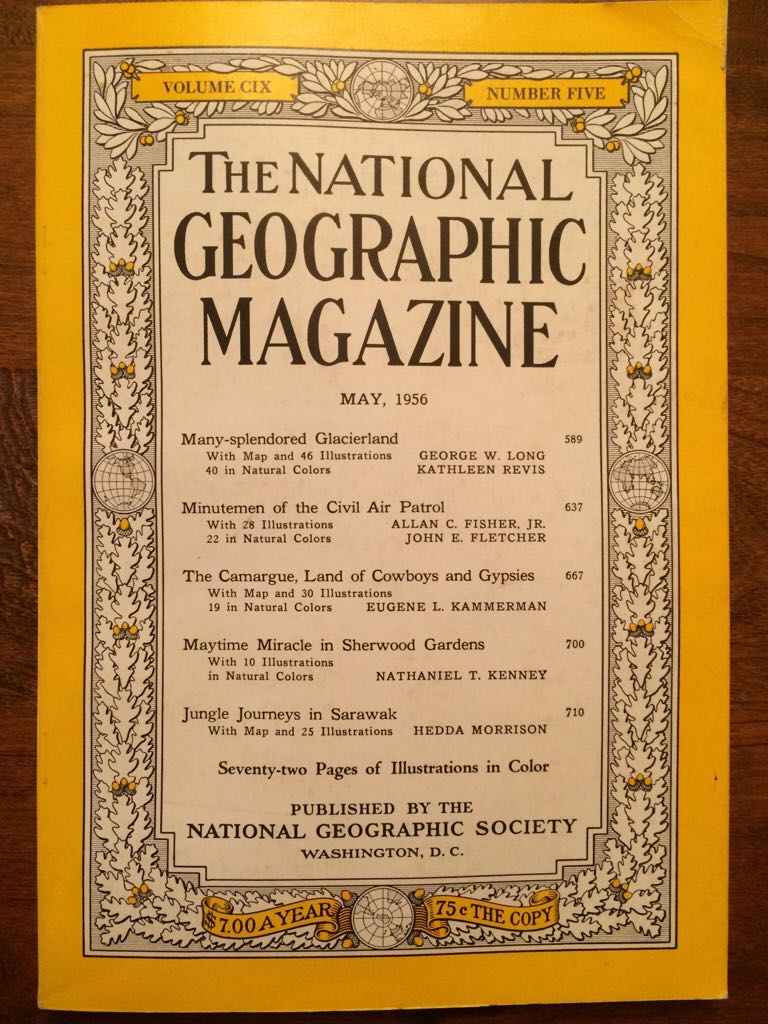 VOLUME CIX
NUMBER FIVE
THE NATIONAL
GEOGRAPHIC
MAGAZINE
MAY, 1956
Many-splendored Glacierland 589
With Map and 46 Illustrations GEORGE W. LONG
40 in Natural Colors KATHLEEN REVIS
Minutemen of the Civil Air Patrol 637
With 28 Illustrations ALLAN C. FISHER, JR.
22 in Natural Colors JOHN E. FLETCHER
The Camargue, Land of Cowboys and Gypsies 667
With Map and 30 Illustrations
19 in Natural Colors EUGENE L. KAMMERMAN
Maytime Miracle in Sherwood Gardens 700
With 10 Illustrations
in Natural Colors NATHANIEL T. KENNEY
Jungle Journeys in Sarawak 710
With Map and 25 Illustrations HEDDA MORRISON
Seventy-two Pages of Illustrations in Color
PUBLISHED BY THE
NATIONAL GEOGRAPHIC SOCIETY
WASHINGTON, D. C.
$7.00 A YEAR
75c THE COPY